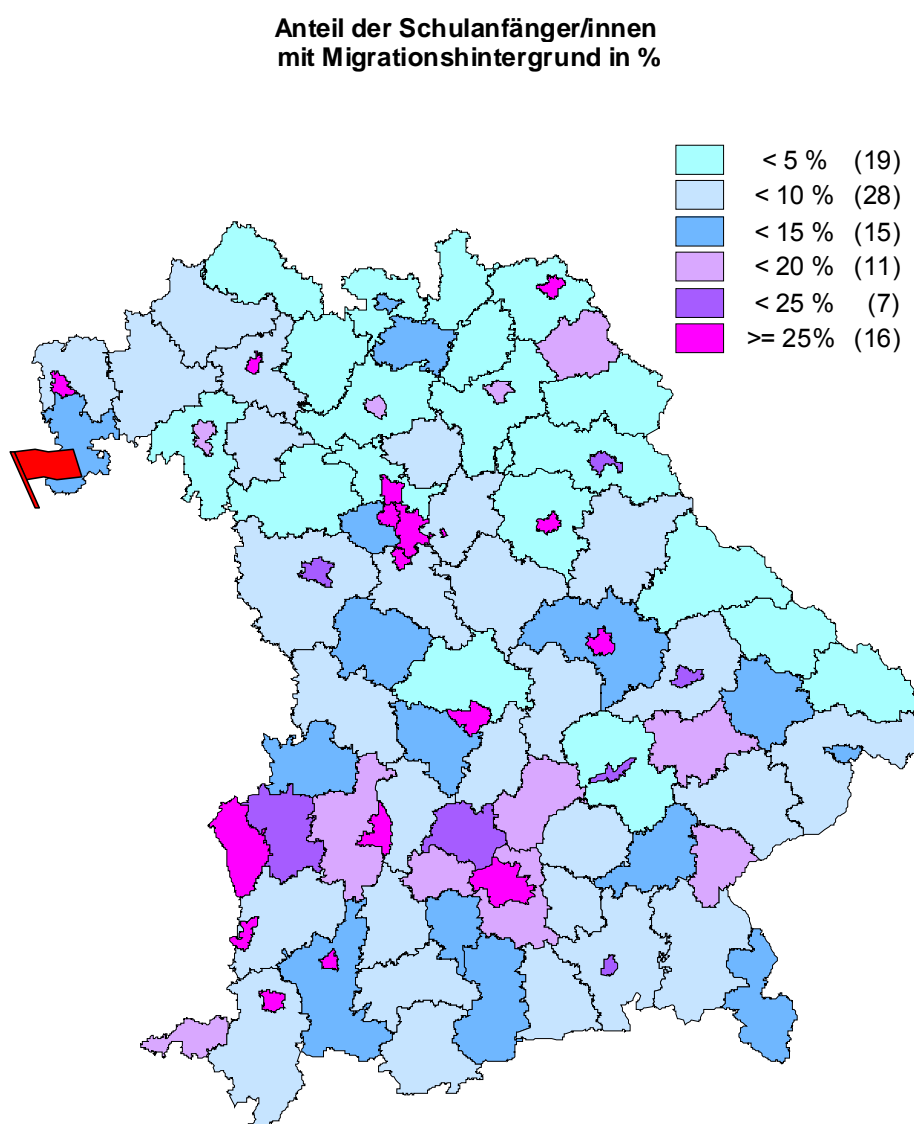 Anteil der Schulanfänger/innen
mit Migrationshintergrund in %
< 5 % (19)
< 10 % (28)
< 15 % (15)
< 20 % (11)
< 25 % (7)
>= 25% (16)